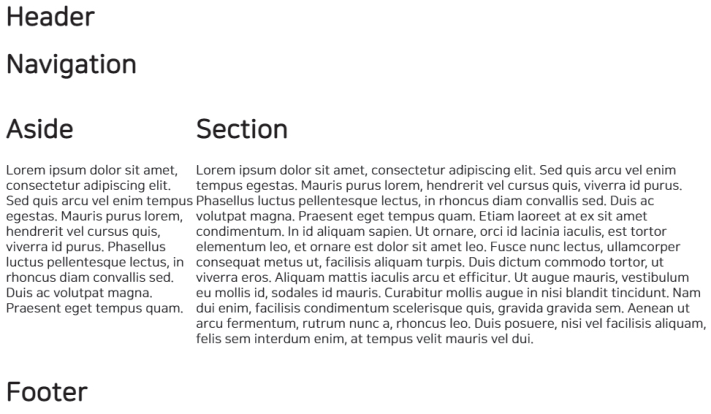 Header
Navigation
Aside
Lorem ipsum dolor sit amet,
consectetur adipiscing elit.
Sed quis arcu vel enim tempus
egestas. Mauris purus lorem,
hendrerit vel cursus quis,
viverra id purus. Phasellus
luctus pellentesque lectus, in
rhoncus diam convallis sed.
Duis ac volutpat magna.
Praesent eget tempus quam.
Section
Lorem ipsum dolor sit amet, consectetur adipiscing elit. Sed quis arcu vel enim
tempus egestas. Mauris purus lorem, hendrerit vel cursus quis, viverra id purus.
Phasellus luctus pellentesque lectus, in rhoncus diam convallis sed. Duis ac
volutpat magna. Praesent eget tempus quam. Etiam laoreet at ex sit amet
condimentum. In id aliquam sapien. Ut ornare, orci id lacinia iaculis, est tortor
elementum leo, et ornare est dolor sit amet leo. Fusce nunc lectus, ullamcorper
consequat metus ut, facilisis aliquam turpis. Duis dictum commodo tortor, ut
viverra eros. Aliquam mattis iaculis arcu et efficitur. Ut augue mauris, vestibulum
eu mollis id, sodales id mauris. Curabitur mollis augue in nisi blandit tincidunt. Nam
dui enim, facilisis condimentum scelerisque quis, gravida gravida sem. Aenean ut
arcu fermentum, rutrum nunc a, rhoncus leo. Duis posuere, nisi vel facilisis aliquam,
felis sem interdum enim, at tempus velit mauris vel dui.
Footer